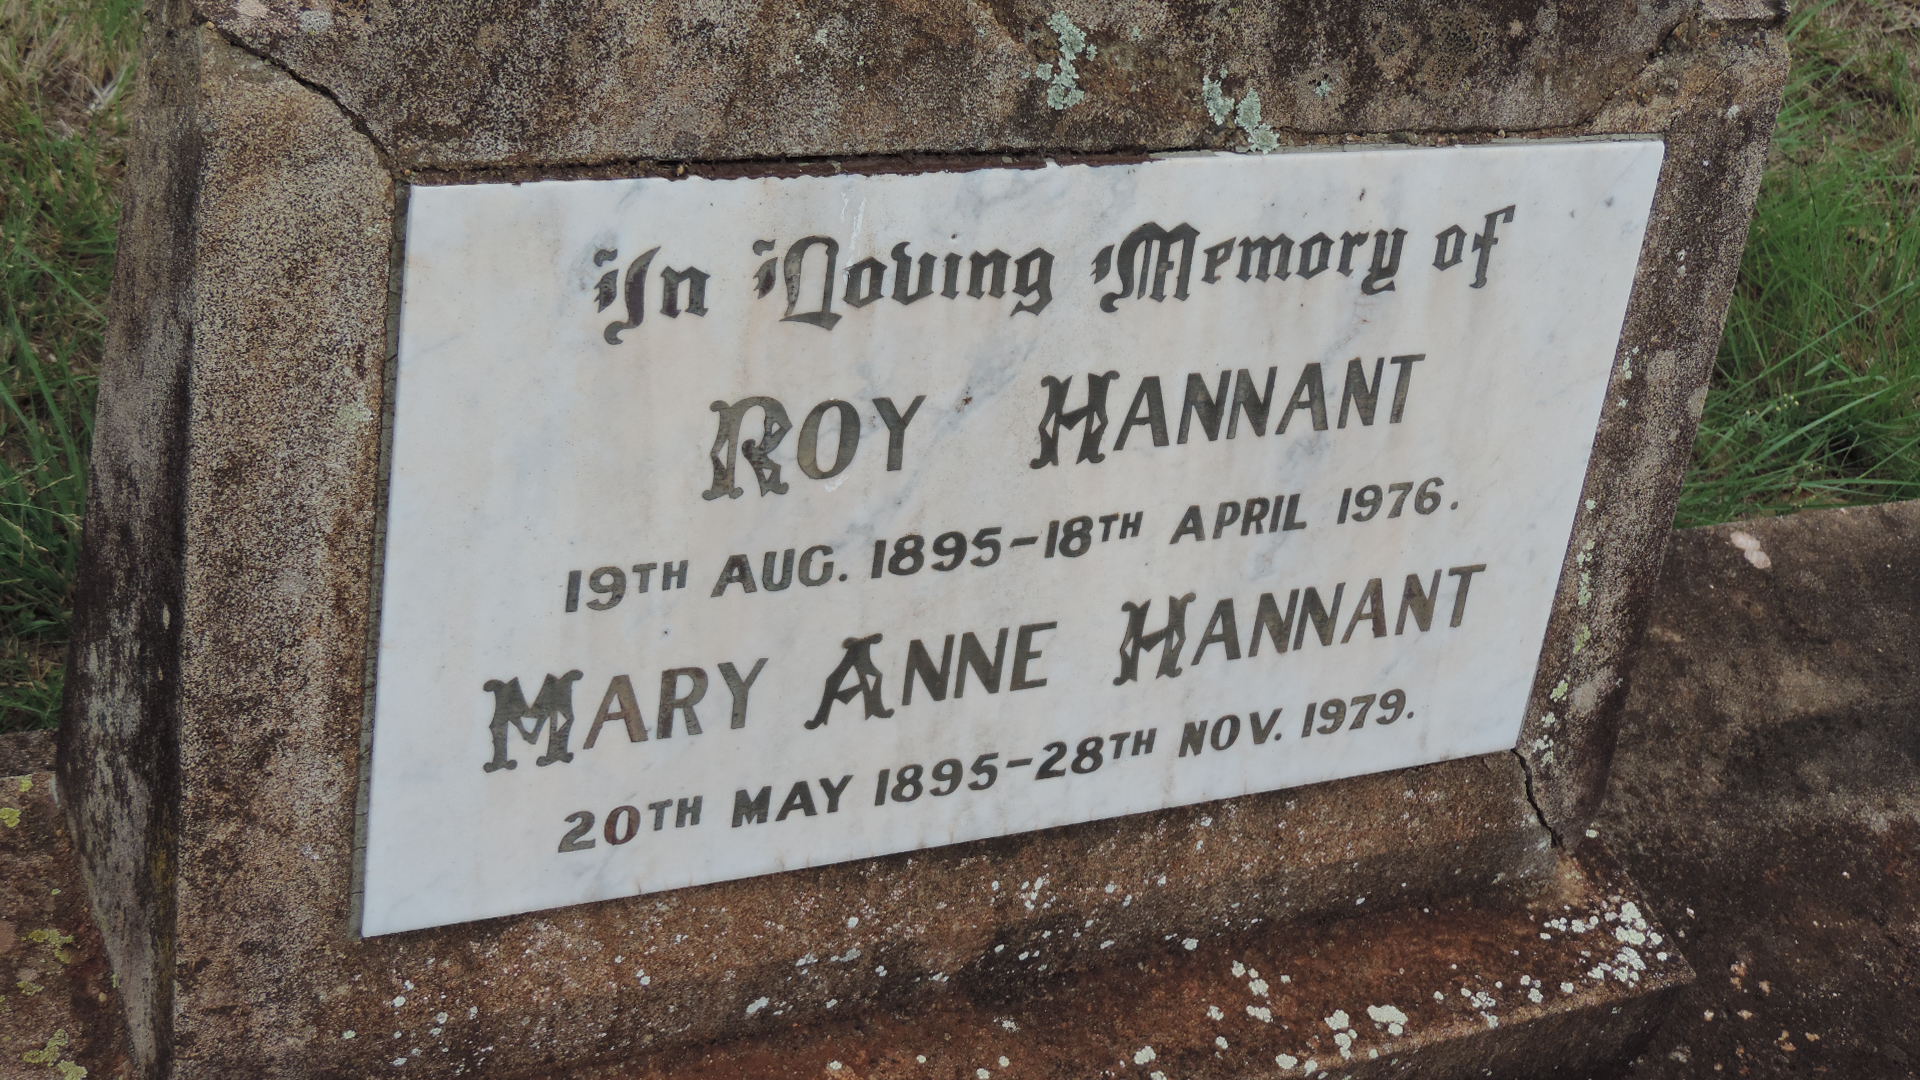 In Loving Memory of
ROY HANNANT
19TH AUG. 1895-18TH APRIL 1976.
MARY ANNE HANNANT
20TH MAY 1895-28TH NOV. 1979.